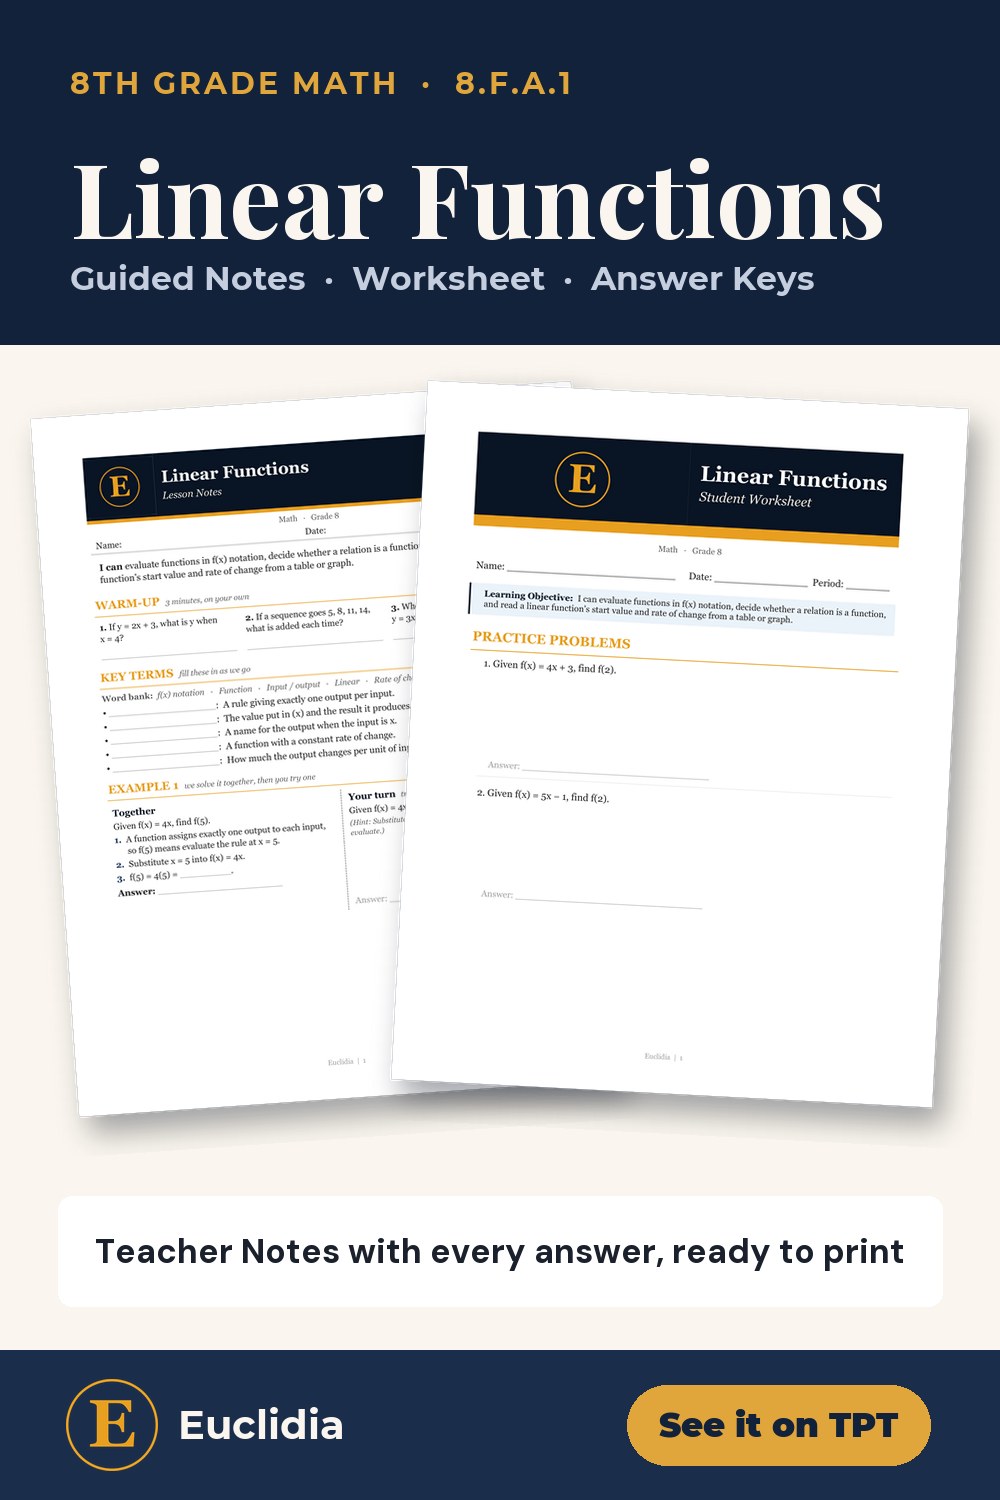 8TH GRADE MATH · 8.F.A.1
Linear Functions
Guided Notes · Worksheet · Answer Keys
E
Linear Functions
Lesson Notes
Math · Grade 8
Name:
Date:
I can evaluate functions in f(x) notation, decide whether a relation is a
function's start value and rate of change from a table or graph.
WARM-UP 3 minutes, on your own
1. If y = 2x + 3, what is y when
x = 4?
2. If a sequence goes 5, 8, 11, 14,
what is added each time?
3.
y = 3x
KEY TERMS fill these in as we go
Word bank: f(x) notation · Function · Input / output · Linear · Rate of
• : A rule giving exactly one output per input.
• : The value put in (x) and the result it produces.
• : A name for the output when the input is x.
• : A function with a constant rate of change.
• : How much the output changes per unit of
EXAMPLE 1 we solve it together, then you try one
Together
Given f(x) = 4x, find f(5).
1. A function assigns exactly one output to each input,
so f(5) means evaluate the rule at x = 5.
2. Substitute x = 5 into f(x) = 4x.
3. f(5) = 4(5) = .
Answer:
Your turn
Given f(x) = 4x
(Hint: Substitute
evaluate.)
Answer:
Euclidia | 1
E
Linear Functions
Student Worksheet
Math · Grade 8
Name: Date: Period:
Learning Objective: I can evaluate functions in f(x) notation, decide whether a relation is a function,
and read a linear function's start value and rate of change from a table or graph.
PRACTICE PROBLEMS
1. Given f(x) = 4x + 3, find f(2).
Answer:
2. Given f(x) = 5x − 1, find f(2).
Answer:
Euclidia | 1
Teacher Notes with every answer, ready to print
E
Euclidia
See it on TPT